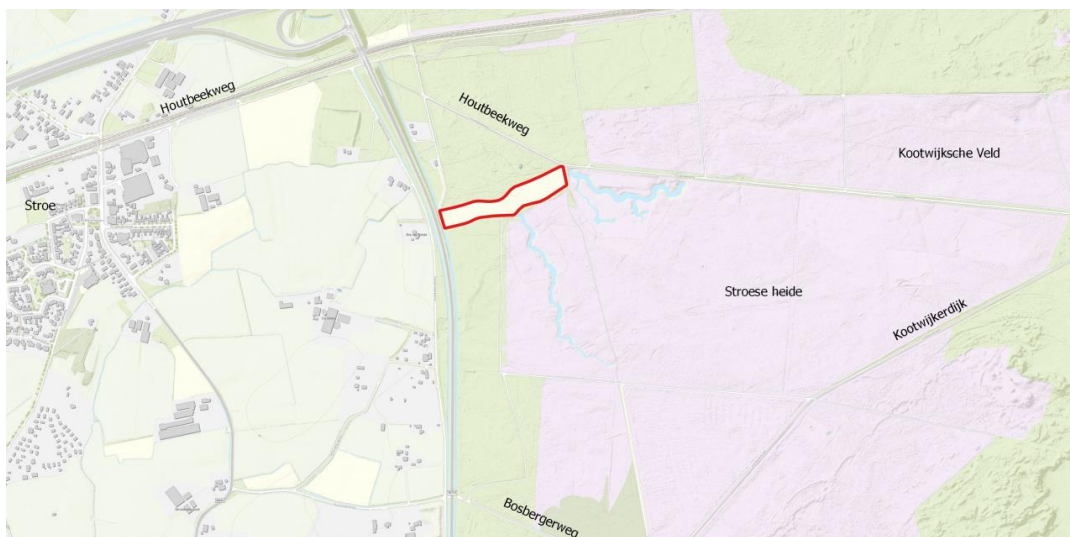 Houtbeekweg
Houtbeekweg
Kootwijksche Veld
Stroe
Stroese heide
Kootwijkerdijk
Bosbergerweg